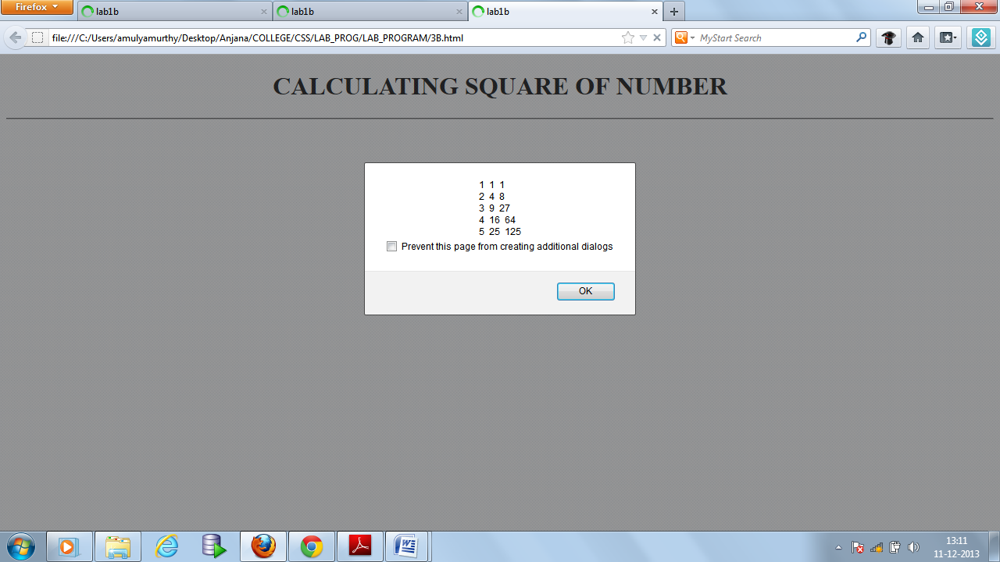 Firefox
lab1b
lab1b
lab1b
file:///C:/Users/amulyamurthy/Desktop/Anjana/COLLEGE/CSS/LAB_PROG/LAB_PROGRAM/3B.html
MyStart Search
CALCULATING SQUARE OF NUMBER
1 1 1
2 4 8
3 9 27
4 16 64
5 25 125
Prevent this page from creating additional dialogs
OK
13:11
11-12-2013